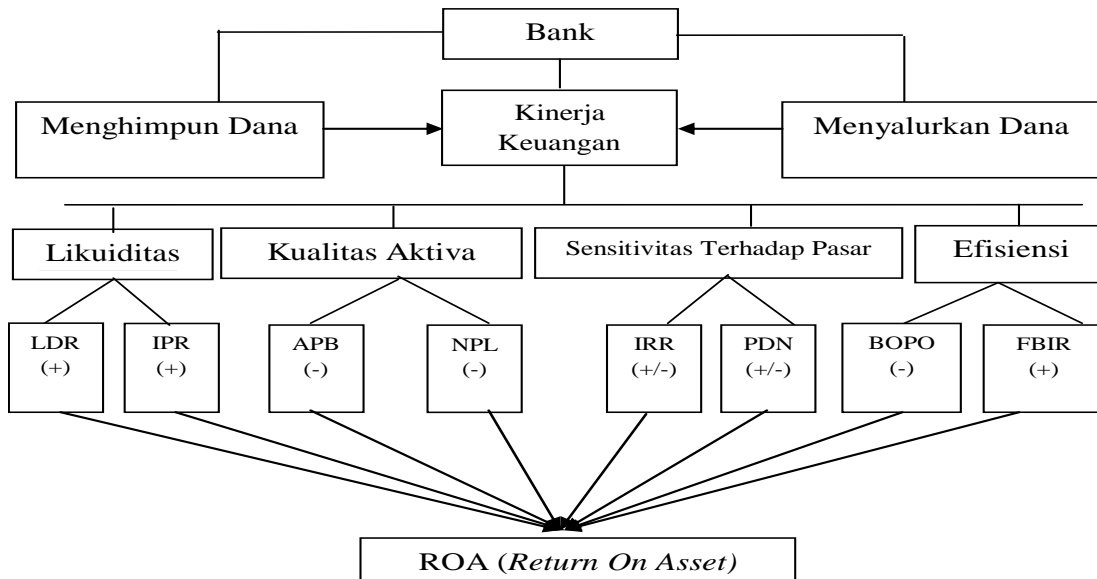 Bank
Menghimpun Dana
Kinerja
Keuangan
Menyalurkan Dana
Likuiditas
Kualitas Aktiva
Sensitivitas Terhadap Pasar
Efisiensi
LDR
(+)
IPR
(+)
APB
(-)
NPL
(-)
IRR
(+/-)
PDN
(+/-)
BOPO
(-)
FBIR
(+)
ROA (Return On Asset)